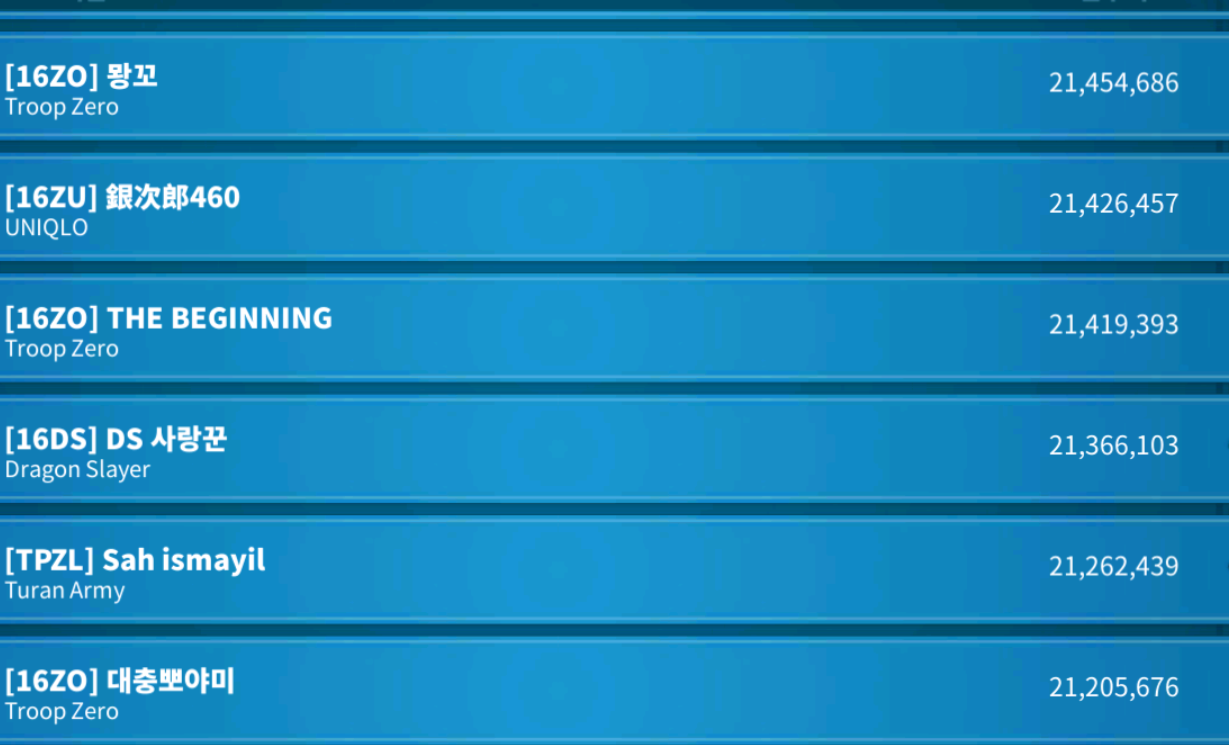 [16ZO] 뫙꼬
Troop Zero
21,454,686
[16ZU] 銀次郎460
UNIQLO
21,426,457
[16ZO] THE BEGINNING
Troop Zero
21,419,393
[16DS] DS 사랑꾼
Dragon Slayer
21,366,103
[TPZL] Sah ismayil
Turan Army
21,262,439
[16ZO] 대충뽀야미
Troop Zero
21,205,676